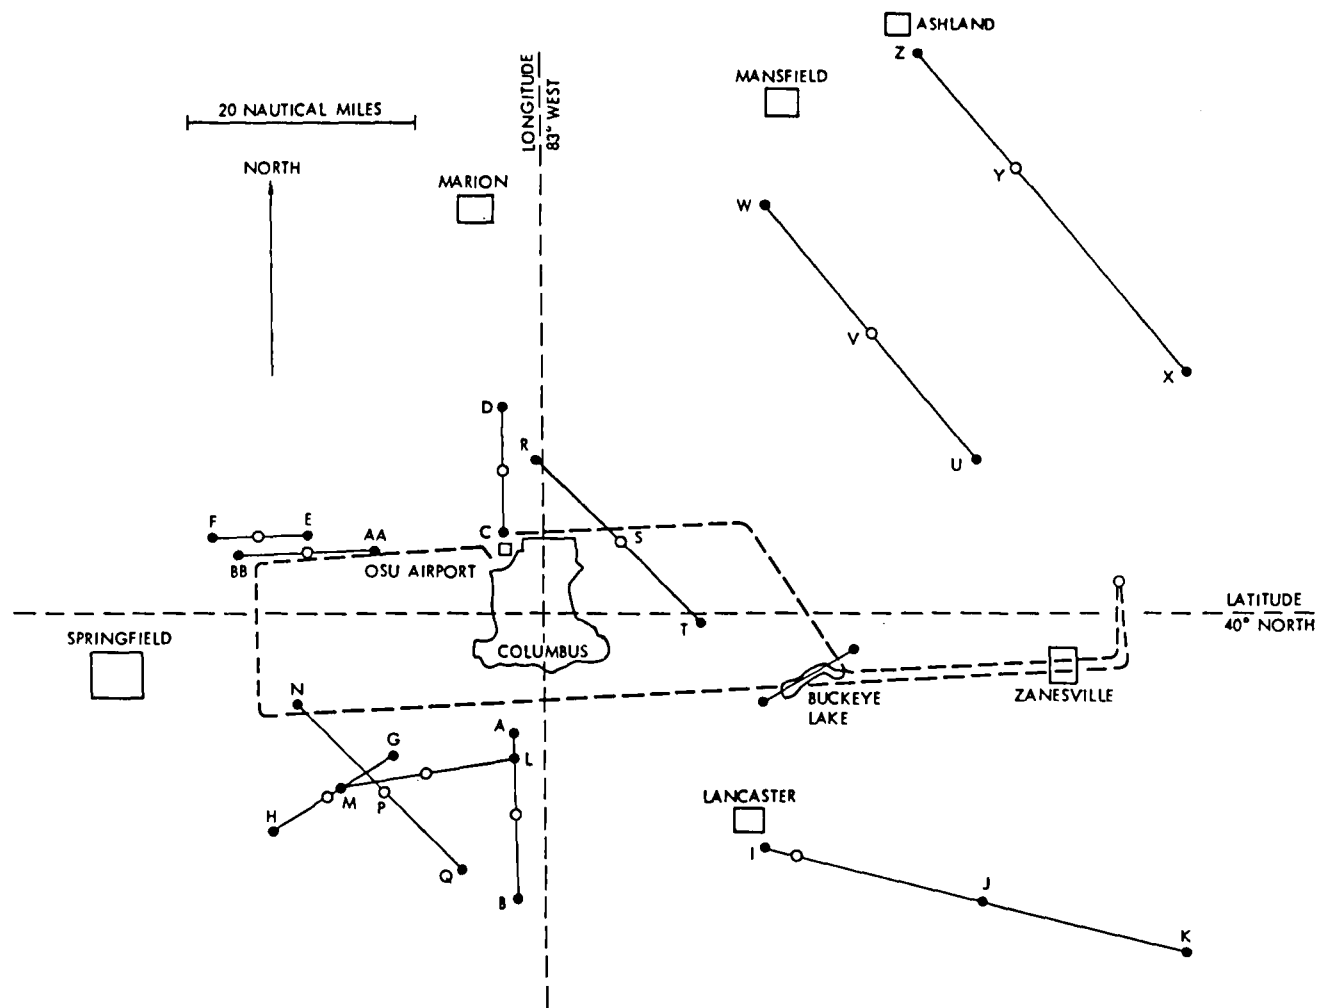 ASHLAND
Z
MANSFIELD
LONGITUDE
83° WEST
20 NAUTICAL MILES
NORTH
MARION
Y
W
V
X
D
R
U
F
E
AA
C
S
BB
OSU AIRPORT
LATITUDE
40° NORTH
T
SPRINGFIELD
COLUMBUS
N
BUCKEYE
LAKE
ZANESVILLE
A
G
L
H
M
P
LANCASTER
I
Q
B
J
K